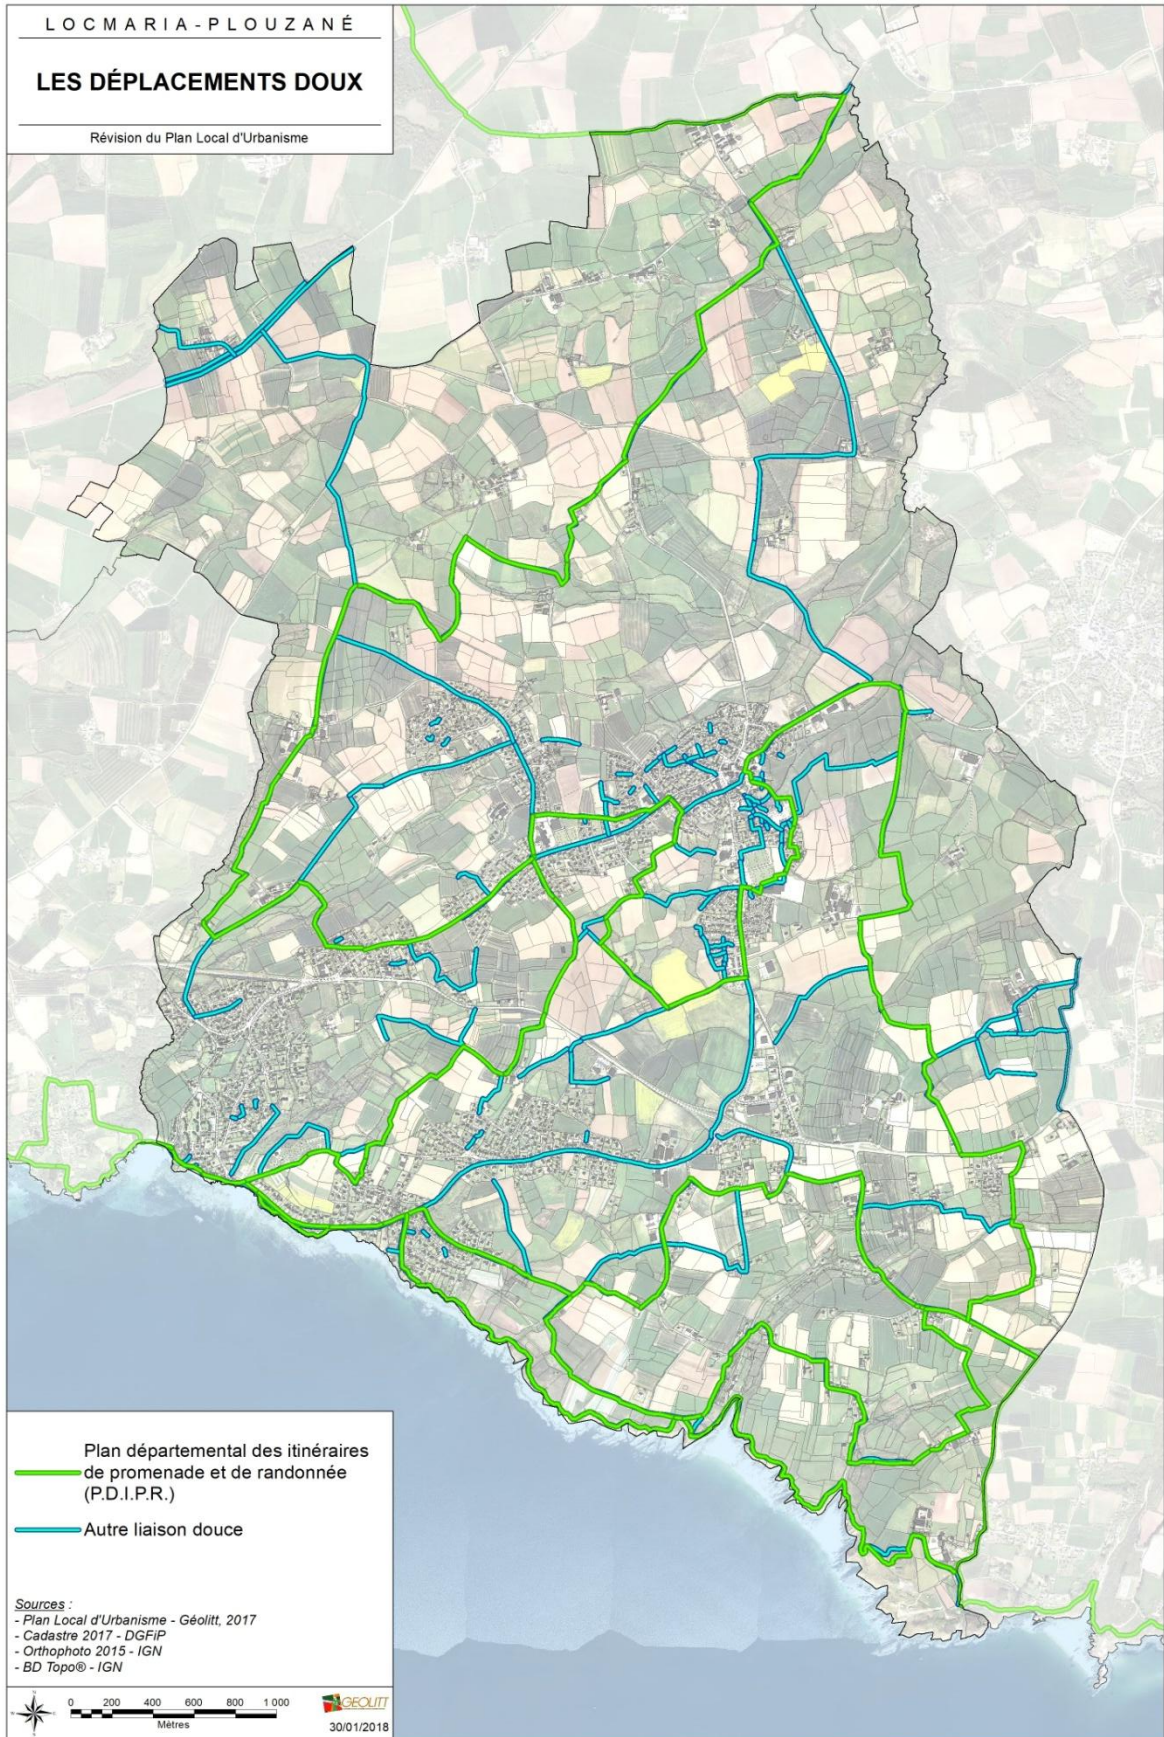 LOCMARIA-PLOUZANÉ
LES DÉPLACEMENTS DOUX
Révision du Plan Local d'Urbanisme
Plan départemental des itinéraires
de promenade et de randonnée
(P.D.I.P.R.)
Autre liaison douce
Sources :
- Plan Local d'Urbanisme - Géolitt, 2017
- Cadastre 2017 - DGFiP
- Orthophoto 2015 - IGN
- BD Topo® - IGN
0 200 400 600 800 1 000
Mètres
GEOLITT
30/01/2018